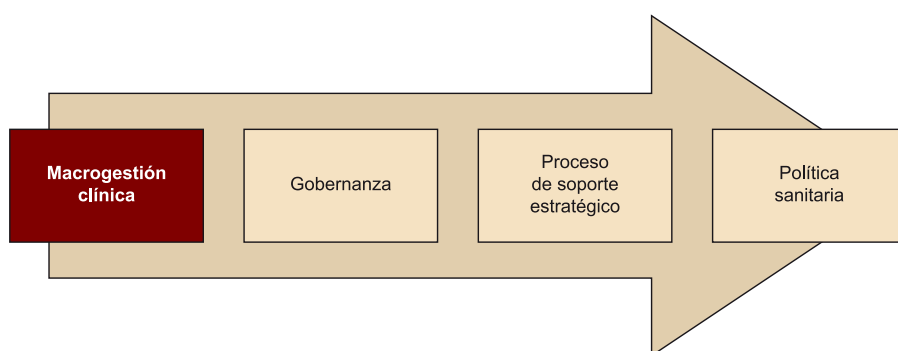 Macrogestión
clínica
Gobernanza
Proceso
de soporte
estratégico
Política
sanitaria